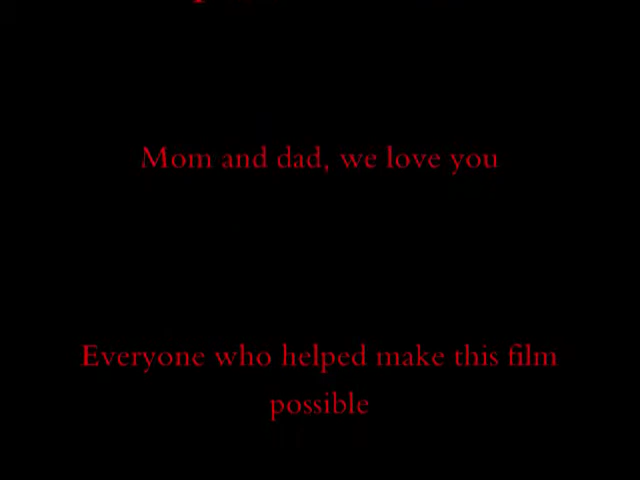 Mom and dad, we love you
Everyone who helped make this film
possible